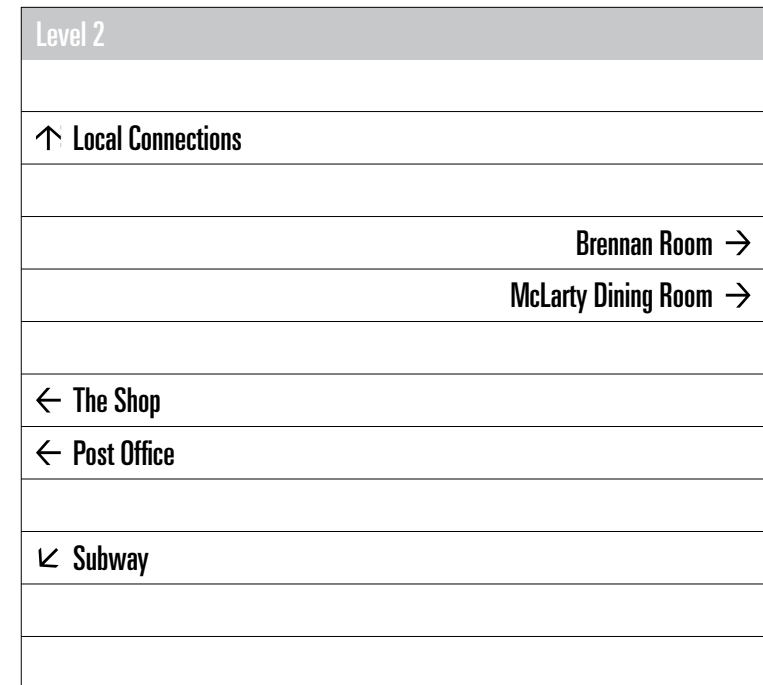 Level 2
↑ Local Connections
Brennan Room →
McLarty Dining Room →
← The Shop
← Post Office
↙ Subway